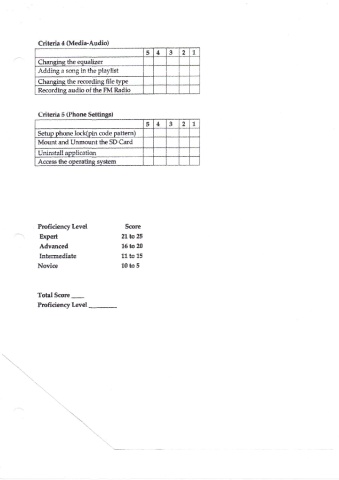 Criteria 4 (Media-Audio)
5 4 3 2 1
Changing the equalizer
Adding a song in the playlist
Changing the recording file type
Recording audio of the FM Radio
Criteria 5 (Phone Settings)
5 4 3 2 1
Setup phone lock(pin code pattern)
Mount and Unmount the SD Card
Uninstall application
Access the operating system
Proficiency Level Score
Expert 21 to 25
Advanced 16 to 20
Intermediate 11 to 15
Novice 10 to 5
Total Score ____
Proficiency Level ________